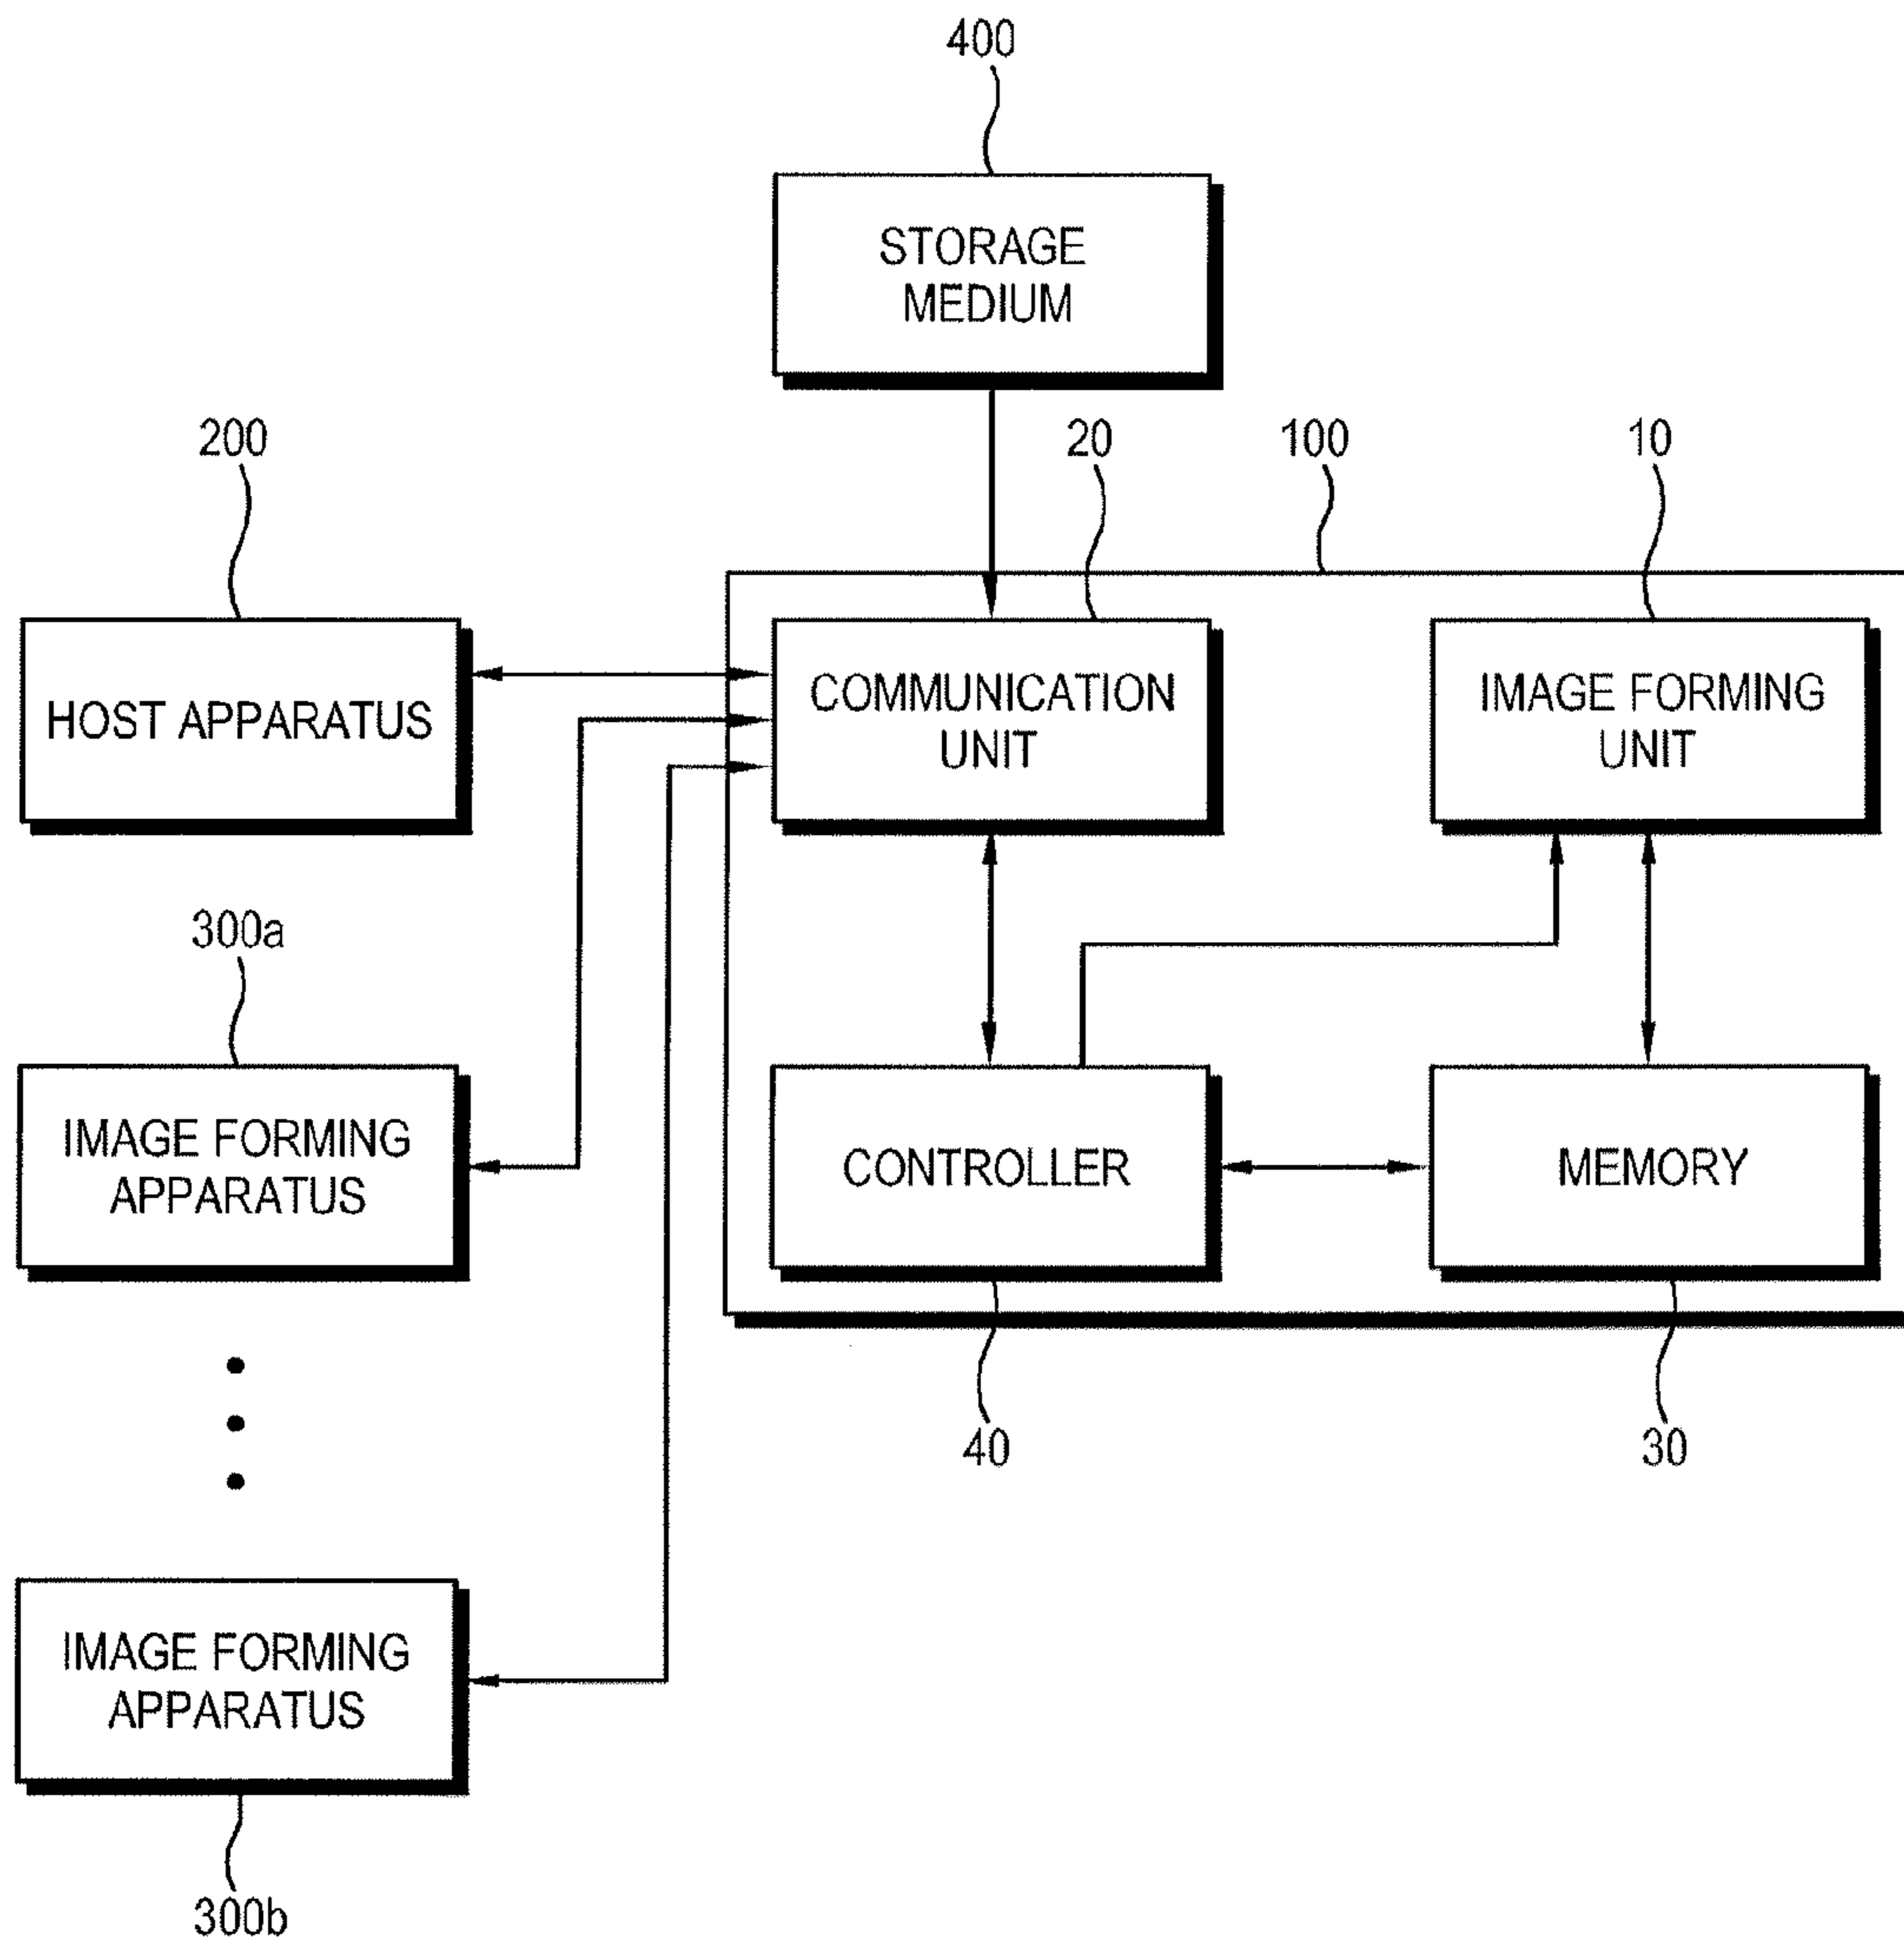 400
STORAGE
MEDIUM
200
20
100
10
HOST APPARATUS
COMMUNICATION
UNIT
IMAGE FORMING
UNIT
300a
IMAGE FORMING
APPARATUS
CONTROLLER
MEMORY
40
30
IMAGE FORMING
APPARATUS
300b